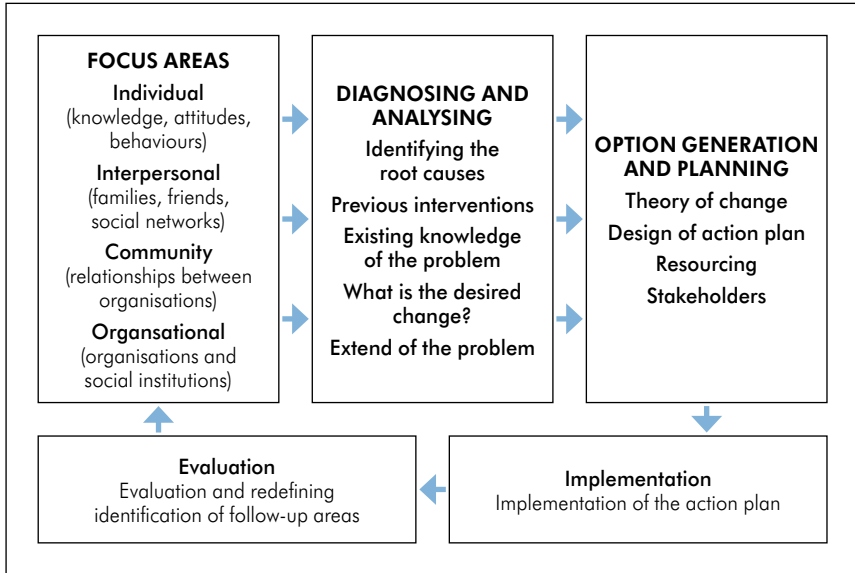 FOCUS AREAS
Individual
(knowledge, attitudes,
behaviours)
Interpersonal
(families, friends,
social networks)
Community
(relationships between
organisations)
Organsational
(organisations and
social institutions)
DIAGNOSING AND
ANALYSING
Identifying the
root causes
Previous interventions
Existing knowledge
of the problem
What is the desired
change?
Extend of the problem
OPTION GENERATION
AND PLANNING
Theory of change
Design of action plan
Resourcing
Stakeholders
Implementation
Implementation of the action plan
Evaluation
Evaluation and redefining
identification of follow-up areas